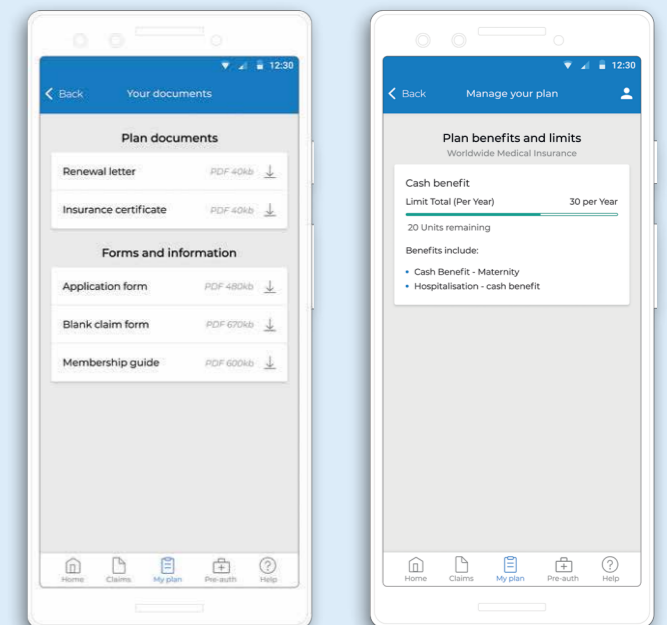 12:30
Back Your documents
Plan documents
Renewal letter PDF 40kb
Insurance certificate PDF 40kb
Forms and information
Application form PDF 480kb
Blank claim form PDF 670kb
Membership guide PDF 600kb
Home Claims My plan Pre-auth Help
12:30
Back Manage your plan
Plan benefits and limits
Worldwide Medical Insurance
Cash benefit
Limit Total (Per Year) 30 per Year
20 Units remaining
Benefits include:
• Cash Benefit - Maternity
• Hospitalisation - cash benefit
Home Claims My plan Pre-auth Help